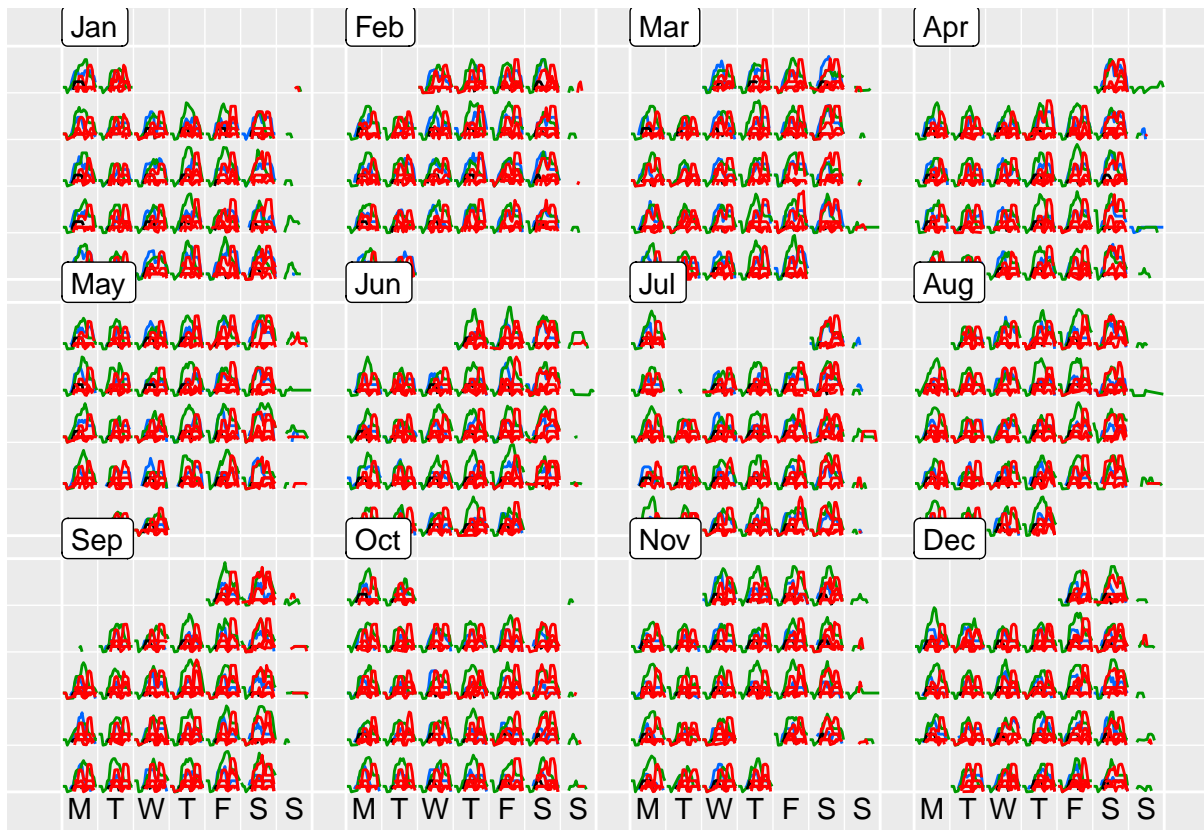 Jan Feb Mar Apr
May Jun Jul Aug
Sep Oct Nov Dec
M T W T F S S M T W T F S S M T W T F S S M T W T F S S